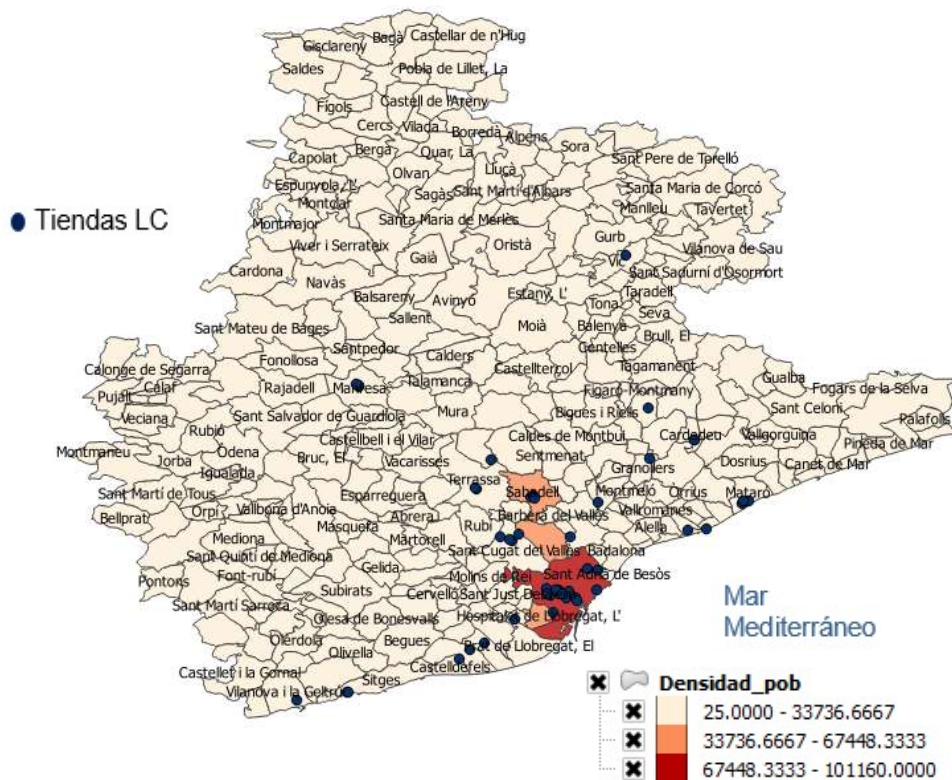 Bagà Castellar de n'Hug
Gisclareny
Saldes Pobla de Lillet, La
Fígols Castell de l'Areny
Cercs Vilada Borredà Alpens Sora
Berga Quar, La Sant Pere de Torelló
Capolat Olvan Lluçà
Espunyola, L' Sagàs Sant Martí d'Albars Santa Maria de Corcó
Montclar Manlleu Tavertet
Tiendas LC
Montmajor Santa Maria de Merlès
Viver i Serrateix Oristà Gurb
Gaià Vic Vilanova de Sau
Cardona Sant Sadurní d'Osormort
Navàs Estany, L' Taradell
Balsareny Avinyó Tona Seva
Sallent Moià Balenya Brull, El
Sant Mateu de Bages
Santpedor Centelles
Calonge de Segarra Fonollosa Calders Castellterçol Tagamanent
Calaf Gualba
Pujalt Rajadell Manresa Talamanca Figaró-Montmany Fogars de la Selva
Veciana Sant Salvador de Guardiola Mura Bigues i Riells Sant Celoni Palafolls
Rubió
Montmaneu Òdena Castellbell i el Vilar Caldes de Montbui Cardedeu Vallgorguina Pineda de Mar
Jorba Bruc, El Vacarisses Sentmenat Dosrius Canet de Mar
Igualada Granollers
Sant Martí de Tous Esparreguera Terrassa Sabadell Montmeló Òrrius Mataró
Bellprat Orpí Vallbona d'Anoia Abrera Barberà del Vallès Vallromanes
Masquefa Rubí Alella
Mediona Martorell
Sant Quintí de Mediona Sant Cugat del Vallès Badalona
Pontons Font-rubí Gelida Molins de Rei Sant Adrià de Besòs
Subirats Cervelló Sant Just Desvern
Sant Martí Sarroca Hospitalet de Llobregat, L'
Olesa de Bonesvalls
Olèrdola Begues Prat de Llobregat, El
Olivella
Castellet i la Gornal Castelldefels
Sitges
Vilanova i la Geltrú
Mar
Mediterráneo
Densidad_pob
25.0000 - 33736.6667
33736.6667 - 67448.3333
67448.3333 - 101160.0000